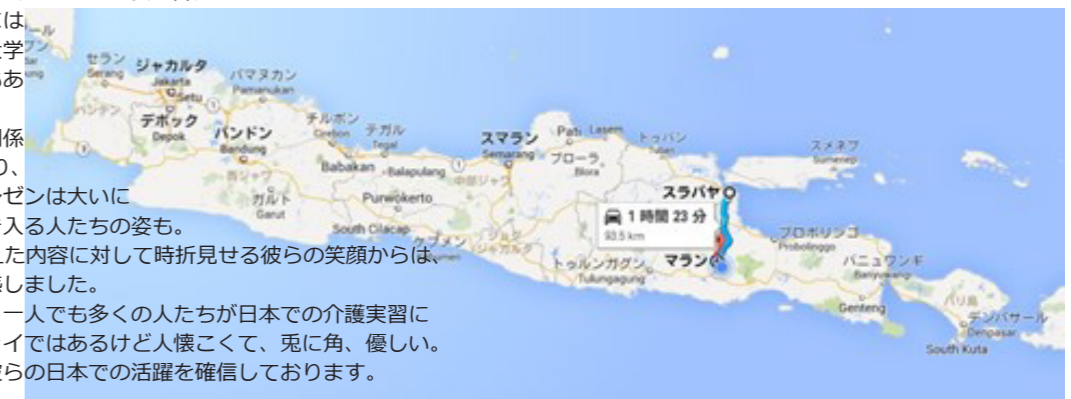 は
学
あ
係
り、
ゼンは大いに
入る人たちの姿も。
た内容に対して時折見せる彼らの笑顔からは、
しました。
一人でも多くの人たちが日本での介護実習に
イではあるけど人懐こくて、兎に角、優しい。
らの日本での活躍を確信しております。
セラン
Serang
ジャカルタ
Jakarta
Setu
パマヌカン
Pamanukan
デポック
Depok
バンドン
Bandung
チルボン
Cirebon
テガル
Tegal
Babakan
Balapulang
ガルト
Garut
Purwokerto
South Cilacap
スマラン
Semarang
Pati
Lasem
ブローラ
Blora
トゥバン
Tuban
スメネプ
Sumenep
スラバヤ
1 時間 23 分
93.5 km
マラン
トゥルンガグン
Tulungagung
プロボリンゴ
Probolinggo
バニュワンギ
Banyuwangi
Genteng
バリ島
デンパサール
Denpasar
South Kuta